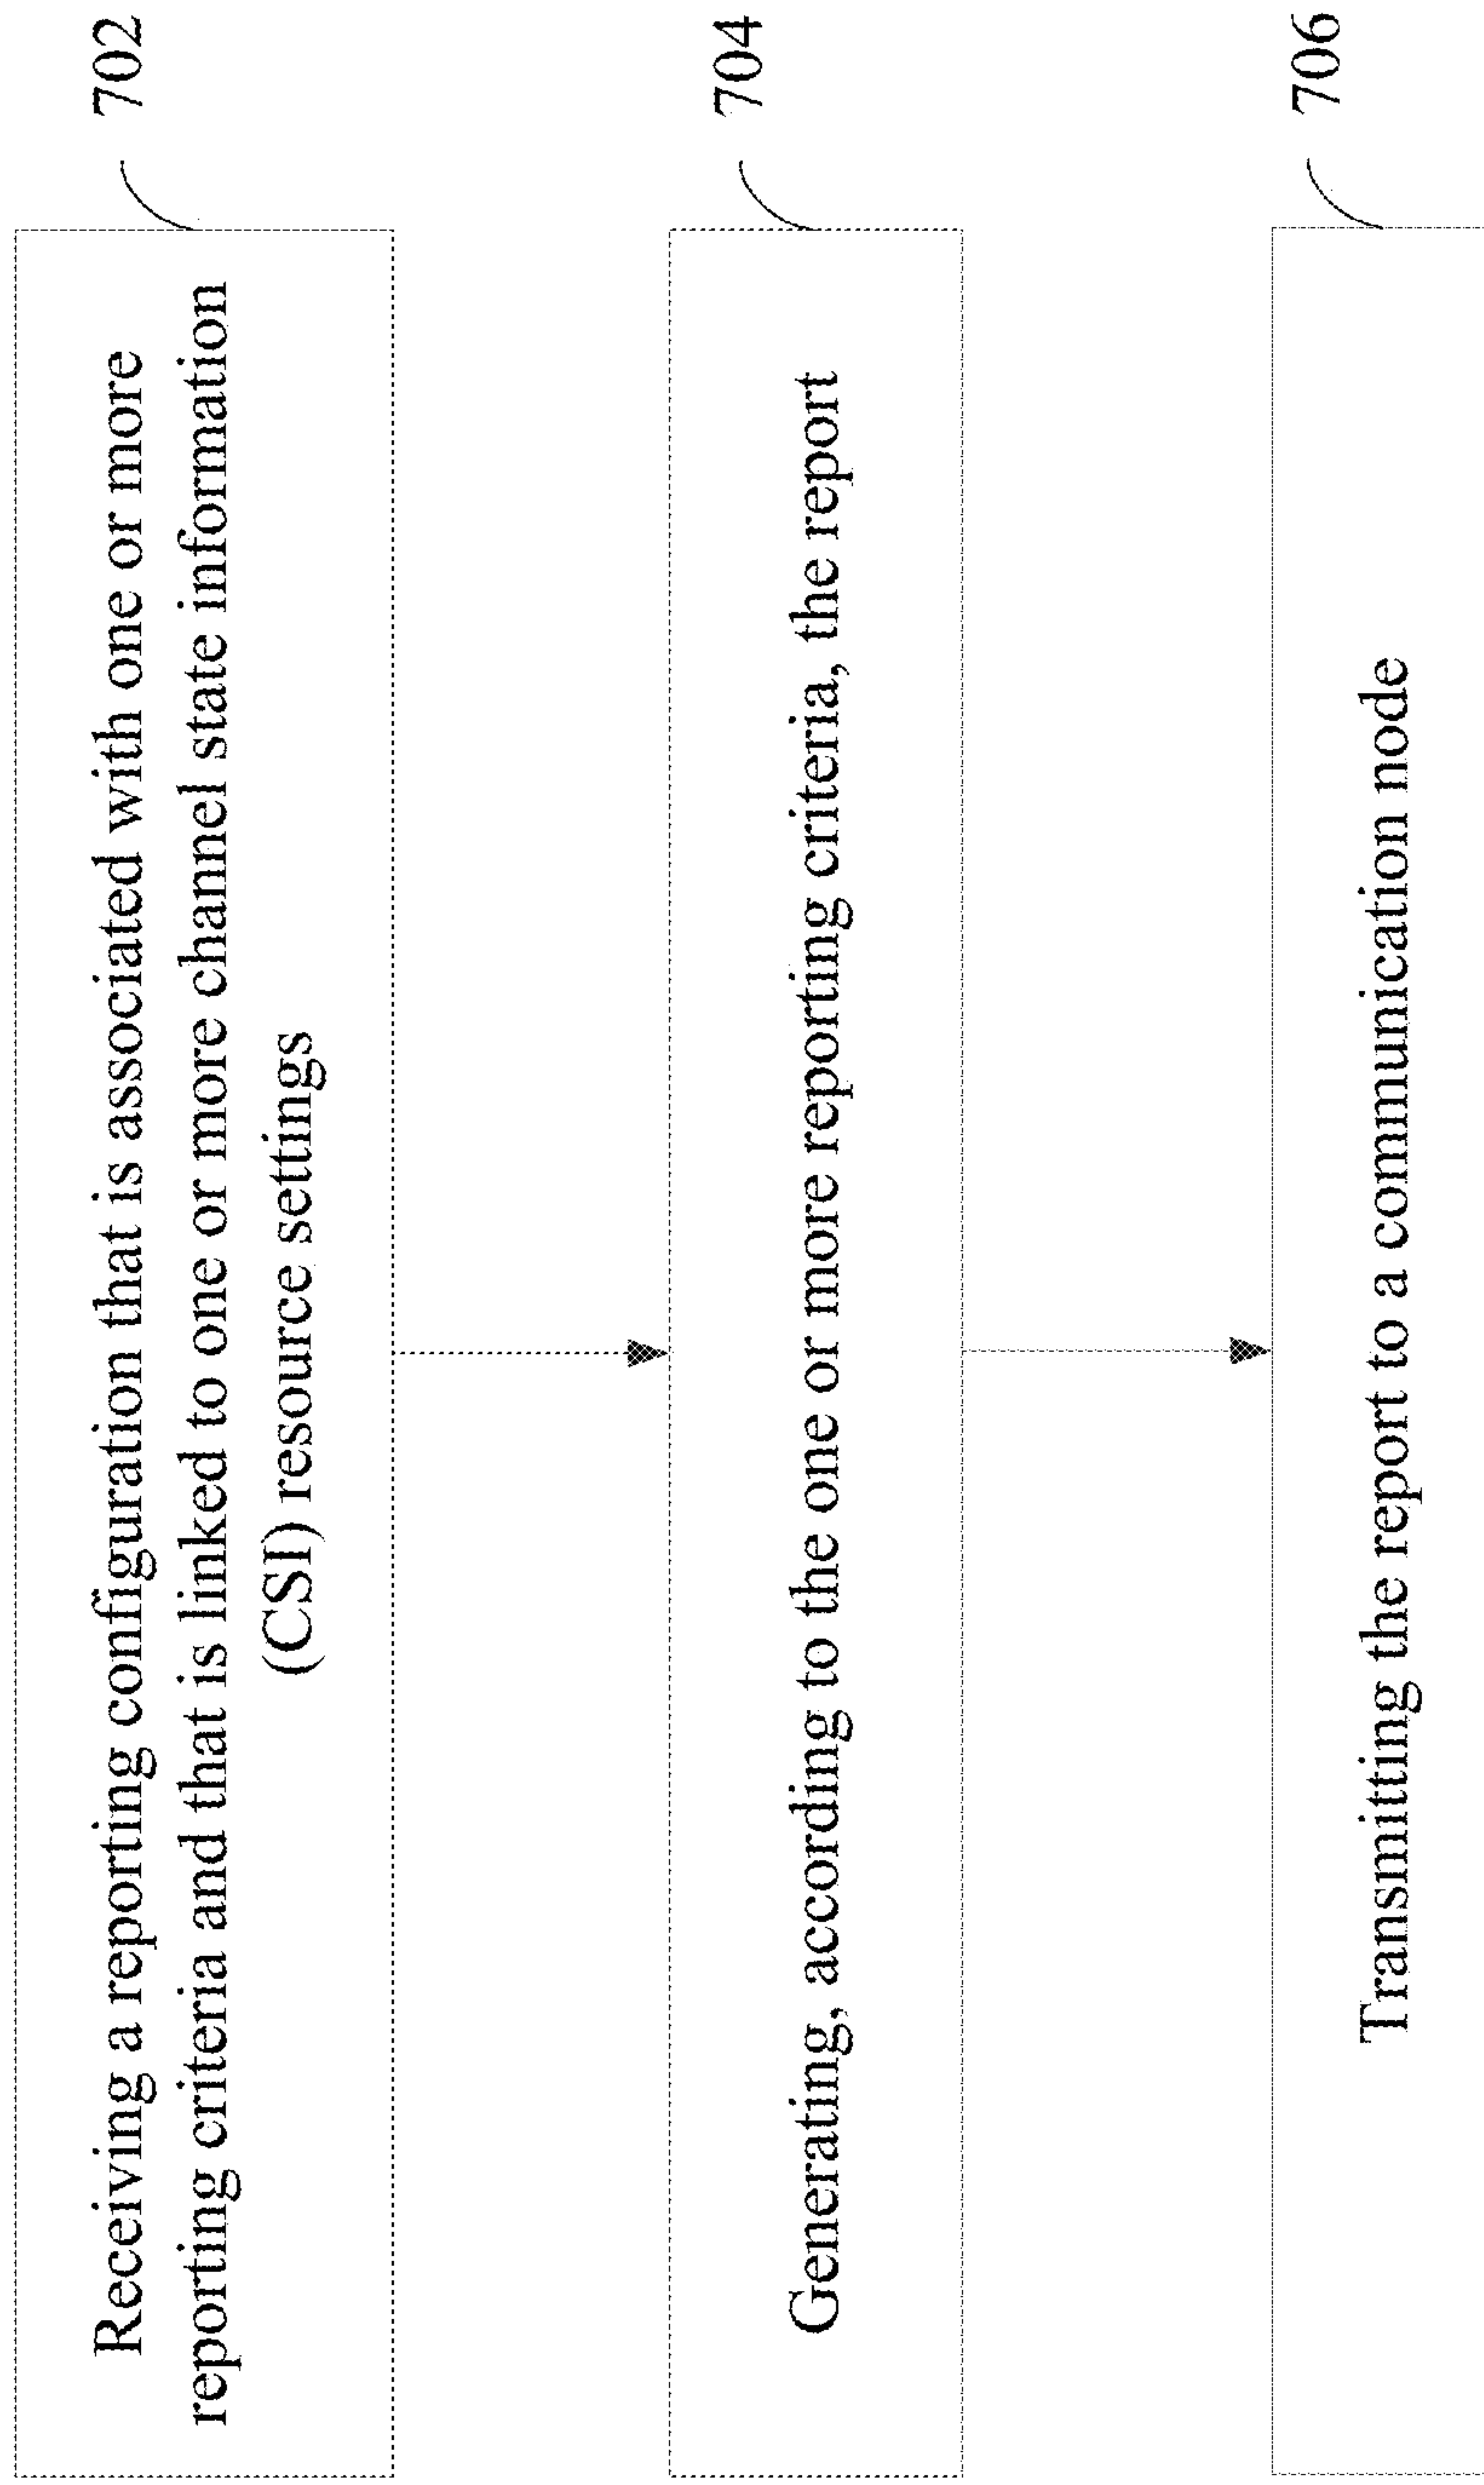 Receiving a reporting configuration that is associated with one or more
reporting criteria and that is linked to one or more channel state information
(CSI) resource settings
702
Generating, according to the one or more reporting criteria, the report
704
Transmitting the report to a communication node
706